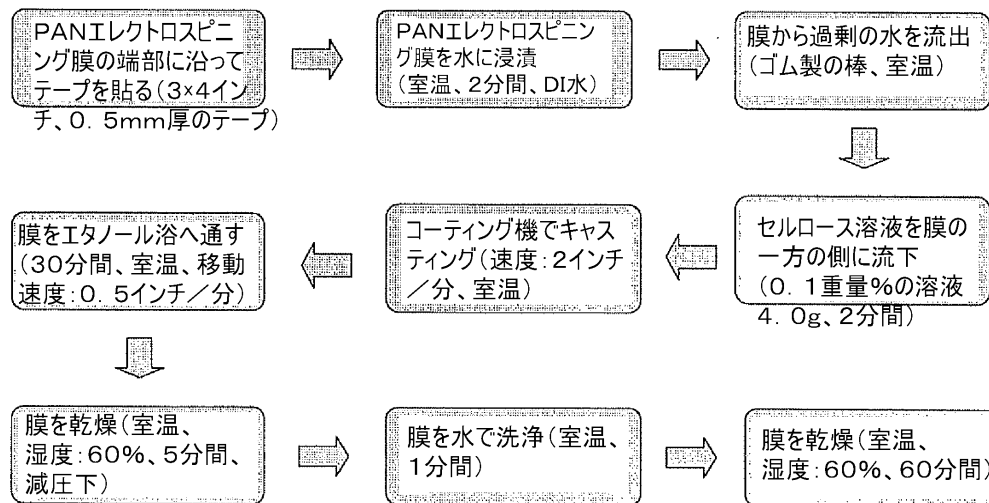 PANエレクトロスピニ
ング膜の端部に沿って
テープを貼る(3×4イン
チ、0. 5mm厚のテープ)
PANエレクトロスピニン
グ膜を水に浸漬
(室温、2分間、DI水)
膜から過剰の水を流出
(ゴム製の棒、室温)
セルロース溶液を膜の
一方の側に流下
(0. 1重量%の溶液
4. 0g、2分間)
コーティング機でキャス
ティング(速度:2インチ
/分、室温)
膜をエタノール浴へ通す
(30分間、室温、移動
速度:0. 5インチ/分)
膜を乾燥(室温、
湿度:60%、5分間、
減圧下)
膜を水で洗浄(室温、
1分間)
膜を乾燥(室温、
湿度:60%、60分間)